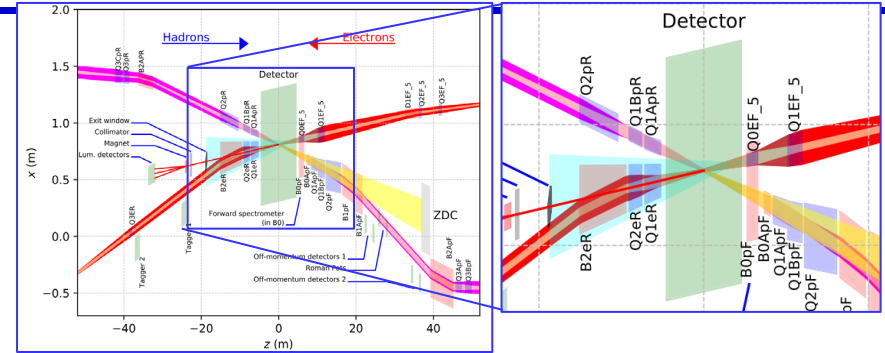 2.0
1.5
1.0
0.5
0.0
−0.5
x (m)
−40
−20
0
20
40
z (m)
Hadrons
Electrons
Detector
Q3CpR
Q3pR
B2APR
Q2pR
Q1BpR
Q1ApR
Q0EF_5
Q1EF_5
D1EF_5
Q2EF_5
Q3EF_5
Exit window
Collimator
Magnet
Lum. detectors
B2eR
Q2eR
Q1eR
B0pF
B0ApF
Q1ApF
Q1BpF
Q2pF
B1pF
B1ApF
ZDC
Forward spectrometer
(in B0)
Q3ER
Tagger 2
Tagger 1
Off-momentum detectors 1
Roman Pots
Off-momentum detectors 2
B2ApF
Q3ApF
Q3BpF
Detector
Q2pR
Q1BpR
Q1ApR
Q0EF_5
Q1EF_5
B2eR
Q2eR
Q1eR
B0pF
B0ApF
Q1ApF
Q1BpF
Q2pF
pF